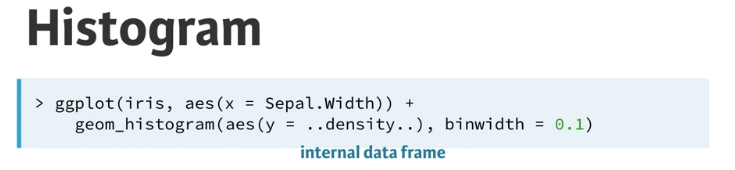 Histogram
> ggplot(iris, aes(x = Sepal.Width)) +
geom_histogram(aes(y = ..density..), binwidth = 0.1)
internal data frame